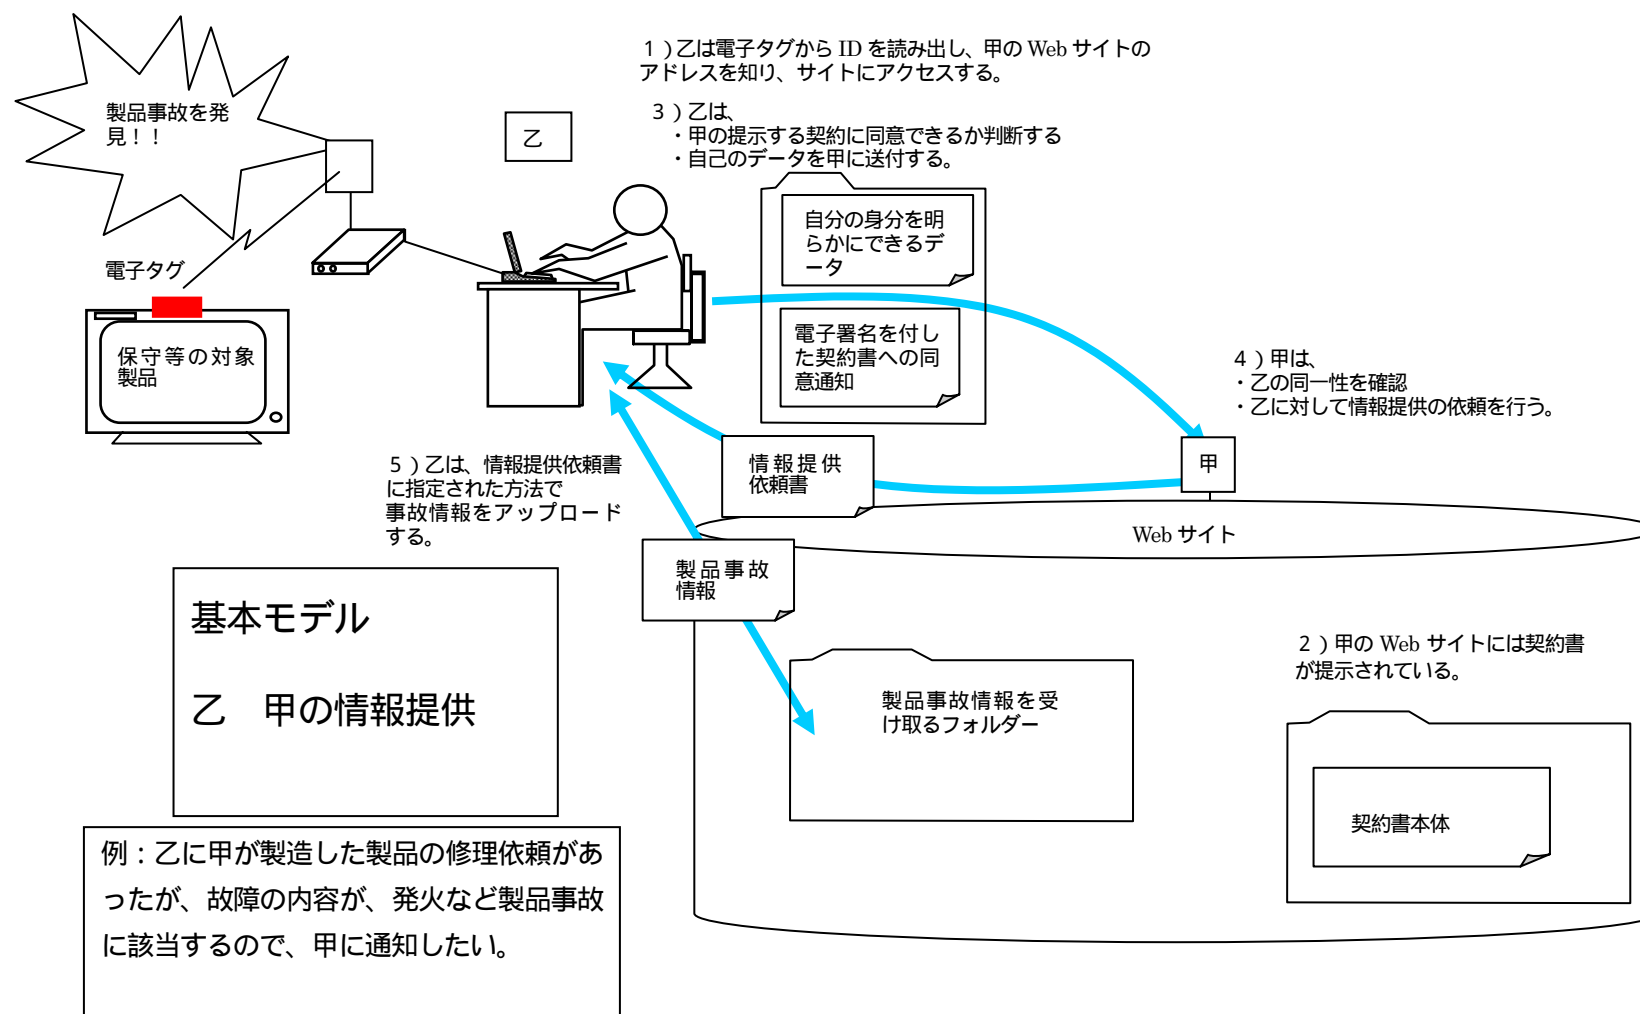 1)乙は電子タグから ID を読み出し、甲の Web サイトの
アドレスを知り、サイトにアクセスする。
製品事故を発
見!!
乙
3)乙は、
・甲の提示する契約に同意できるか判断する
・自己のデータを甲に送付する。
自分の身分を明
らかにできるデ
ータ
電子タグ
電子署名を付し
た契約書への同
意通知
保守等の対象
製品
4)甲は、
・乙の同一性を確認
・乙に対して情報提供の依頼を行う。
5)乙は、情報提供依頼書
に指定された方法で
事故情報をアップロード
する。
情報提供
依頼書
甲
Web サイト
製品事故
情報
基本モデル
乙 甲の情報提供
2)甲の Web サイトには契約書
が提示されている。
製品事故情報を受
け取るフォルダー
契約書本体
例:乙に甲が製造した製品の修理依頼があ
ったが、故障の内容が、発火など製品事故
に該当するので、甲に通知したい。